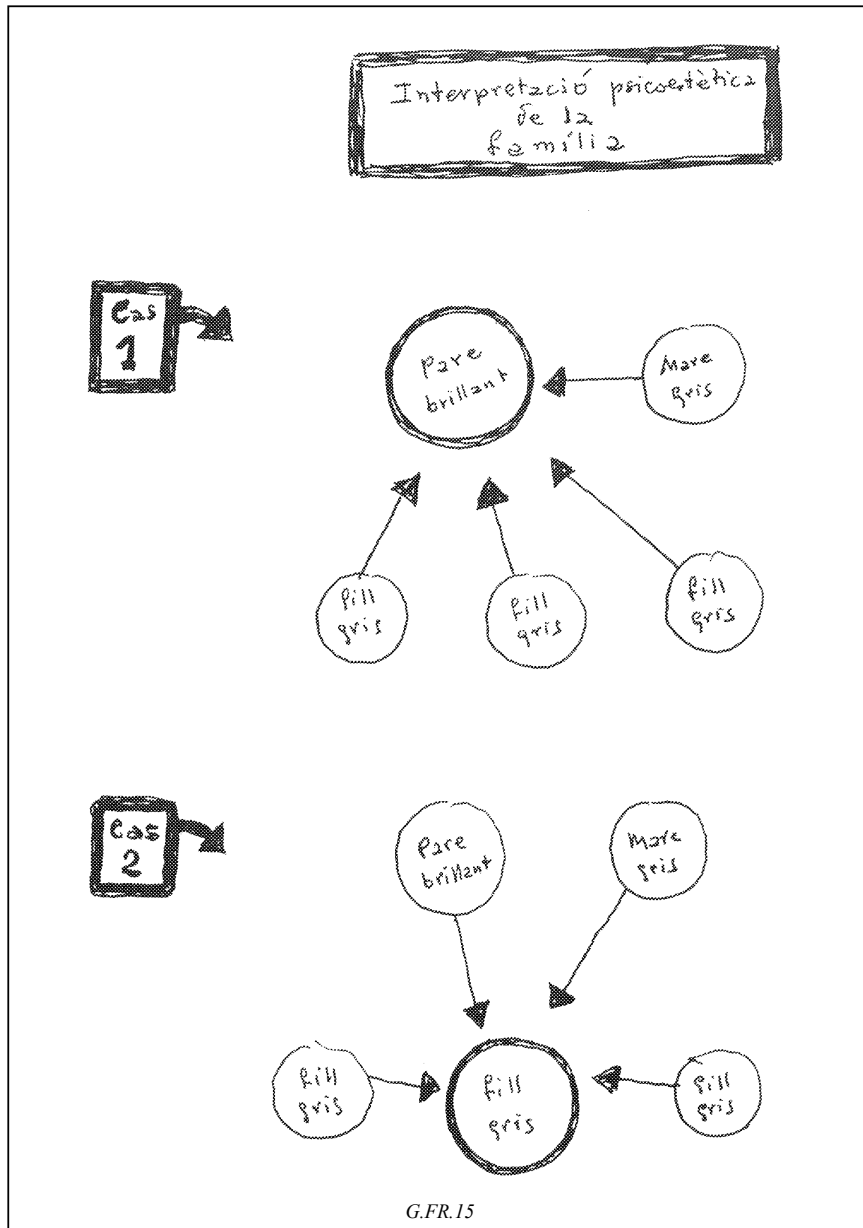 Interpretació psicoestètica
de la
família
Cas
1
Pare
brillant
Mare
gris
fill
gris
fill
gris
fill
gris
Cas
2
Pare
brillant
Mare
gris
fill
gris
fill
gris
fill
gris
G.FR.15